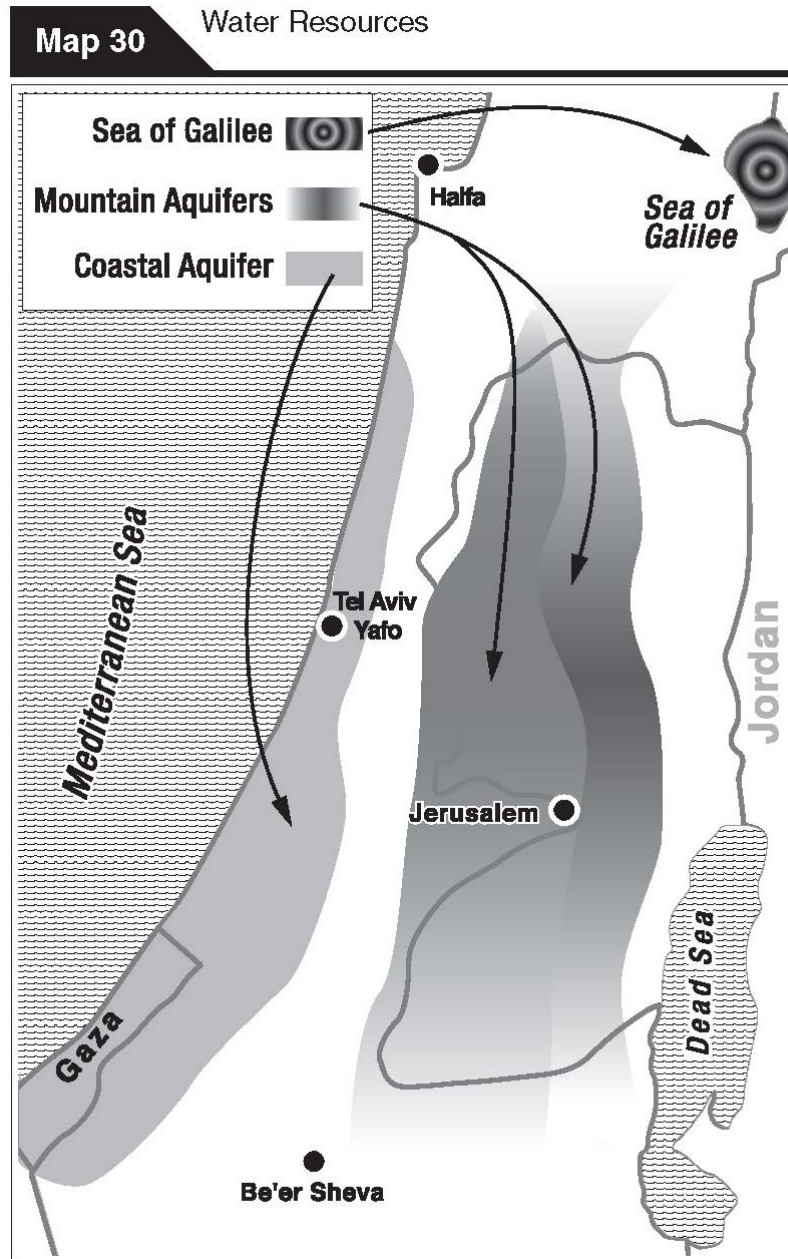 Map 30
Water Resources
Sea of Galilee
Mountain Aquifers
Coastal Aquifer
Haifa
Sea of
Galilee
Mediterranean Sea
Tel Aviv
Yafo
Jordan
Jerusalem
Dead Sea
Gaza
Be'er Sheva